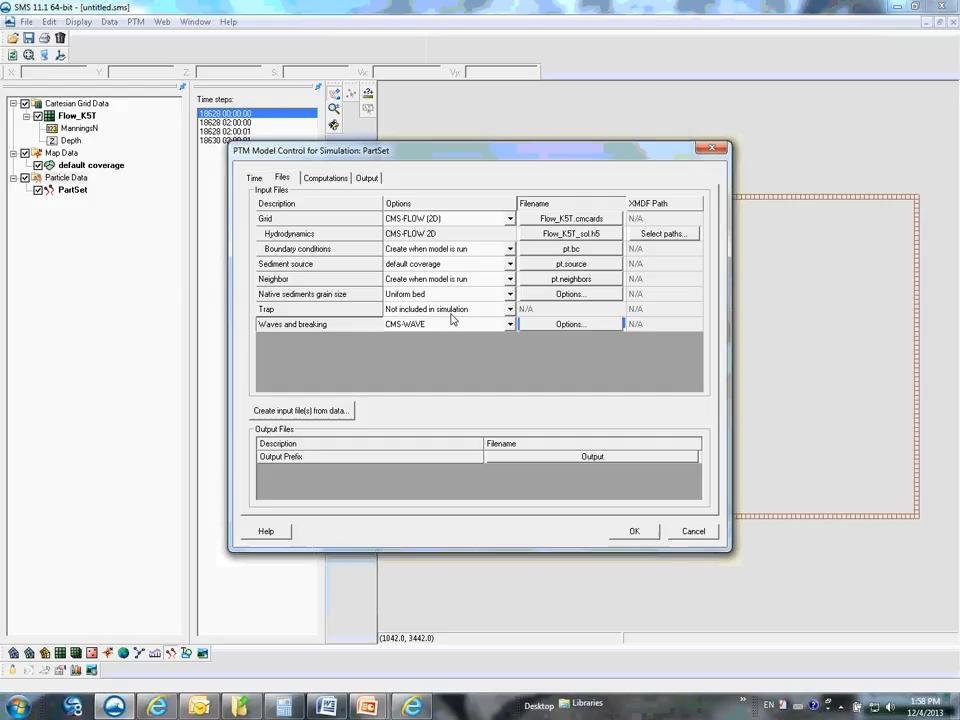 SMS 11.1 64-bit - [untitled.sms]
File Edit Display Data PTM Web Window Help
X: Y: Z: S: Vx: Vy:
Cartesian Grid Data
Flow_K5T
ManningsN
Depth
Map Data
default coverage
Particle Data
PartSet
Time steps:
18628 00:00:00
18628 02:00:00
18628 02:00:01
18630 02:00:01
PTM Model Control for Simulation: PartSet
Time Files Computations Output
Input Files
Description Options Filename XMDF Path
Grid CMS-FLOW (2D) Flow_K5T.cmcards N/A
Hydrodynamics CMS-FLOW 2D Flow_K5T_sol.h5 Select paths...
Boundary conditions Create when model is run pt.bc N/A
Sediment source default coverage pt.source N/A
Neighbor Create when model is run pt.neighbors N/A
Native sediments grain size Uniform bed Options... N/A
Trap Not included in simulation N/A N/A
Waves and breaking CMS-WAVE Options... N/A
Create input file(s) from data...
Output Files
Description Filename
Output Prefix Output
Help OK Cancel
(1042.0, 3442.0)
Desktop Libraries EN 1:58 PM
12/4/2013